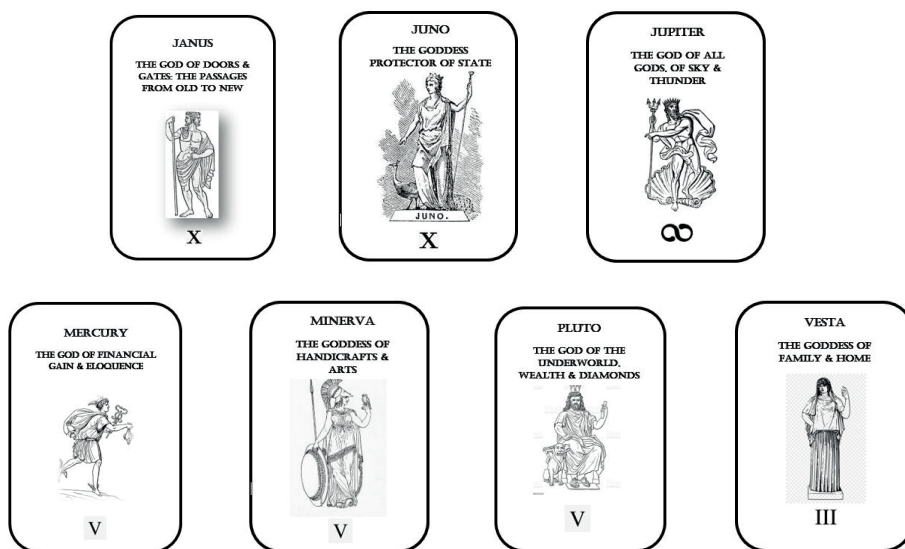 JANUS
THE GOD OF DOORS &
GATES: THE PASSAGES
FROM OLD TO NEW
X
JUNO
THE GODDESS
PROTECTOR OF STATE
JUNO.
X
JUPITER
THE GOD OF ALL
GODS, OF SKY &
THUNDER
∞
MERCURY
THE GOD OF FINANCIAL
GAIN & ELOQUENCE
V
MINERVA
THE GODDESS OF
HANDICRAFTS &
ARTS
V
PLUTO
THE GOD OF THE
UNDERWORLD,
WEALTH & DIAMONDS
V
VESTA
THE GODDESS OF
FAMILY & HOME
III